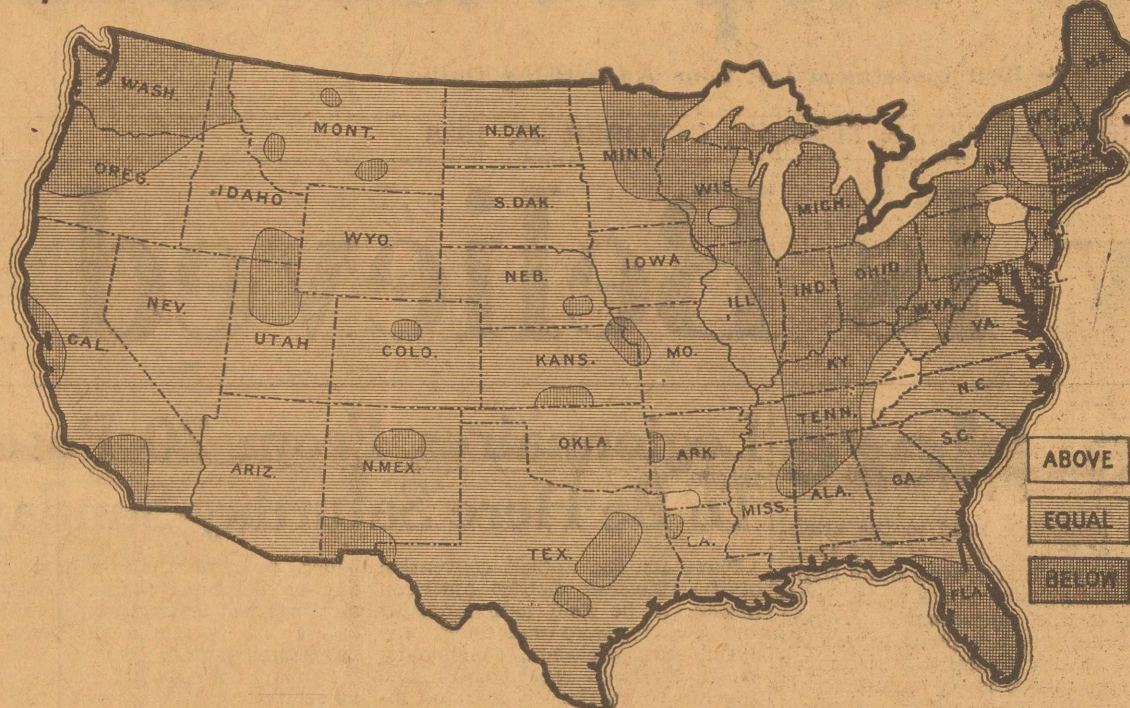 WASH.
ME.
MONT.
N.DAK.
MINN.
OREG.
N.Y.
WIS.
IDAHO
S.DAK.
MICH.
WYO.
PA.
IOWA
OHIO
NEB.
IND.
DEL.
MD.
ILL.
W.VA.
NEV.
VA.
UTAH
CAL.
COLO.
KANS.
MO.
KY.
N.C.
TENN.
OKLA.
S.C.
ARK.
ARIZ.
N.MEX.
GA.
ABOVE
ALA.
MISS.
EQUAL
LA.
TEX.
BELOW
FLA.